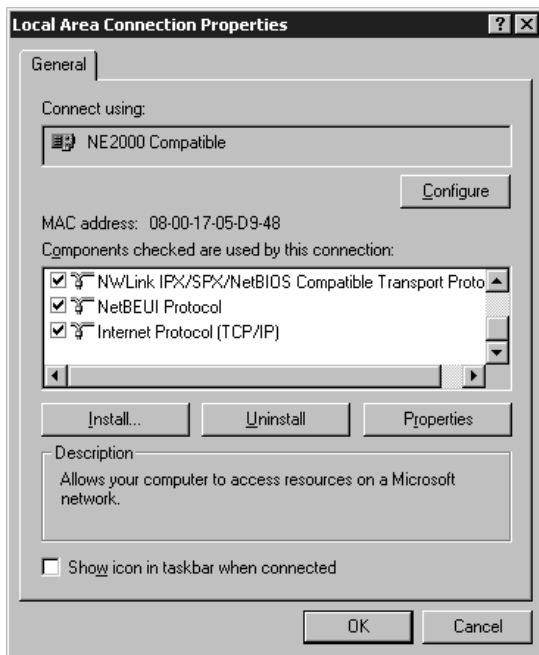 Local Area Connection Properties
General
Connect using:
NE2000 Compatible
Configure
MAC address: 08-00-17-05-D9-48
Components checked are used by this connection:
NWLink IPX/SPX/NetBIOS Compatible Transport Proto
NetBEUI Protocol
Internet Protocol (TCP/IP)
Install... Uninstall Properties
Description
Allows your computer to access resources on a Microsoft
network.
Show icon in taskbar when connected
OK Cancel